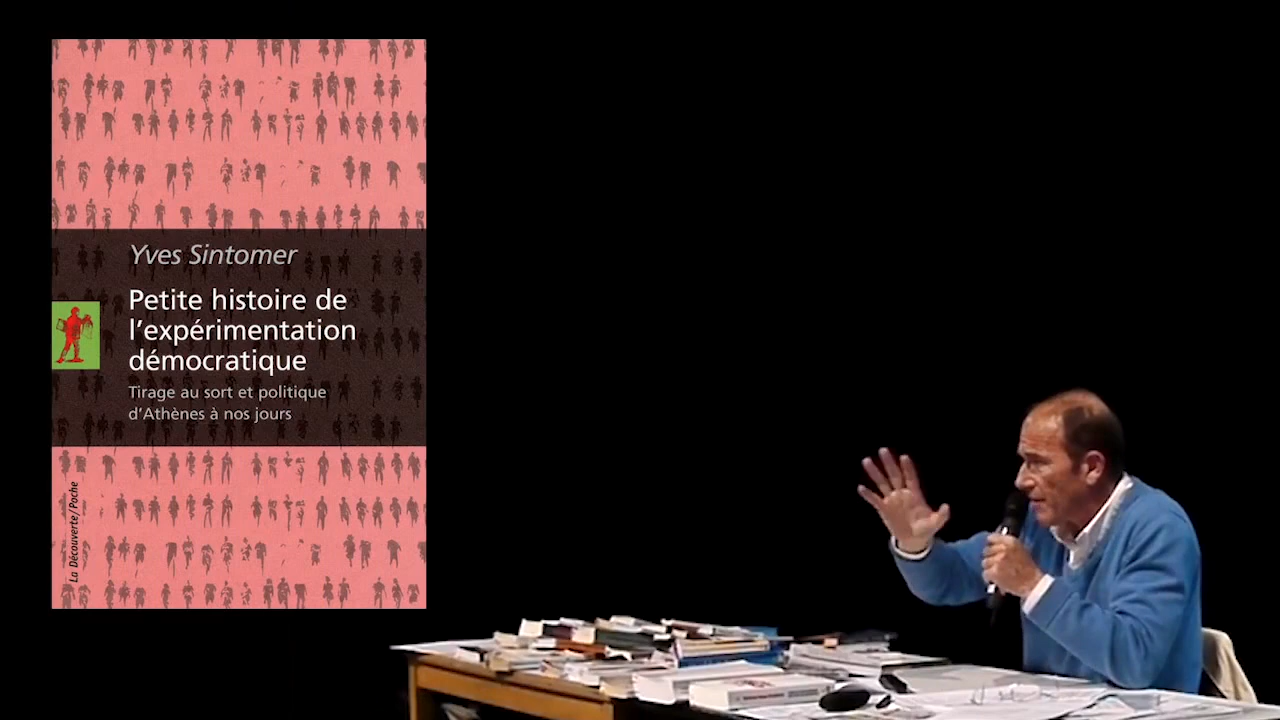 Yves Sintomer
Petite histoire de
l'expérimentation
démocratique
Tirage au sort et politique
d'Athènes à nos jours
La Découverte/Poche